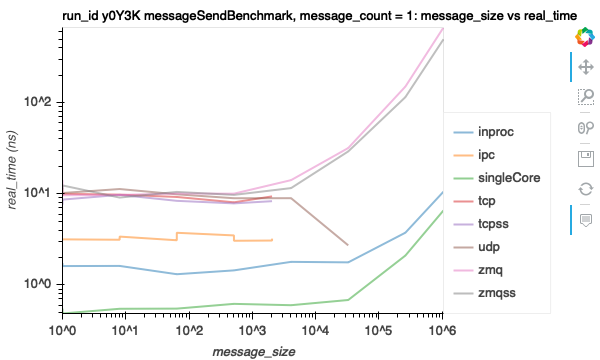 run_id y0Y3K messageSendBenchmark, message_count = 1: message_size vs real_time
real_time (ns)
10^2
10^1
10^0
10^0 10^1 10^2 10^3 10^4 10^5 10^6
message_size
inproc
ipc
singleCore
tcp
tcpss
udp
zmq
zmqss